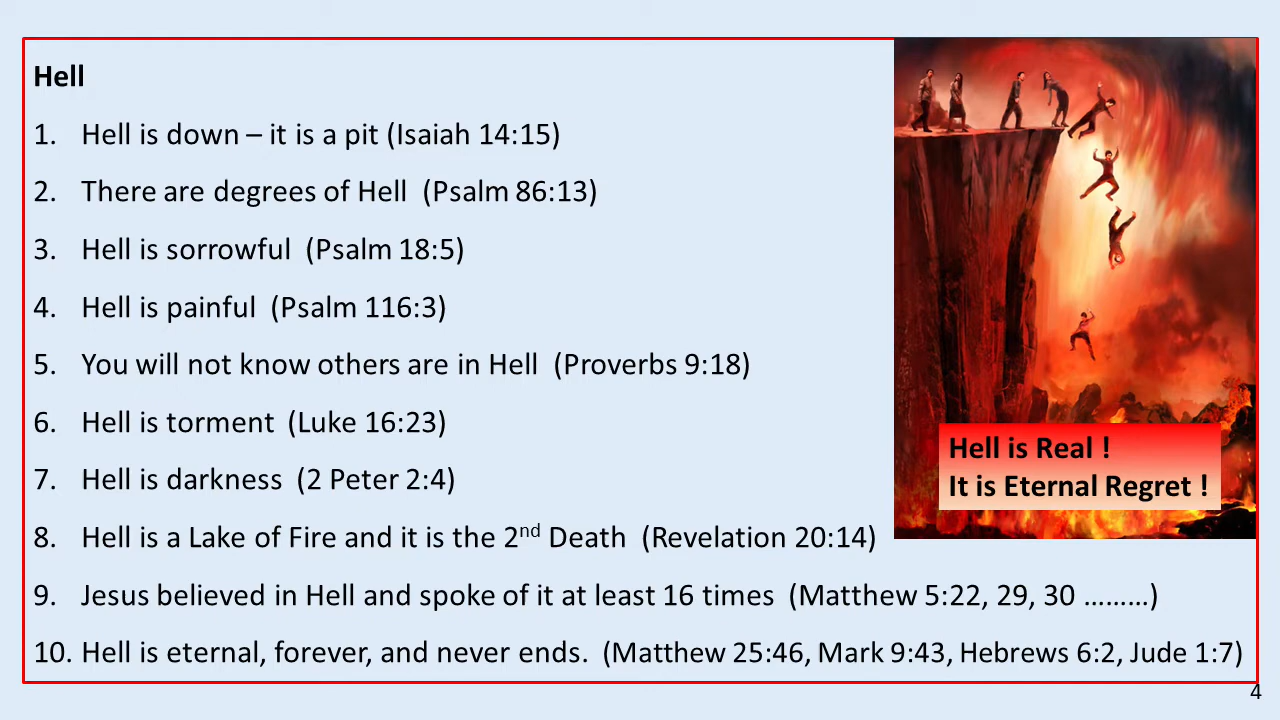 Hell
1. Hell is down – it is a pit (Isaiah 14:15)
2. There are degrees of Hell (Psalm 86:13)
3. Hell is sorrowful (Psalm 18:5)
4. Hell is painful (Psalm 116:3)
5. You will not know others are in Hell (Proverbs 9:18)
6. Hell is torment (Luke 16:23)
7. Hell is darkness (2 Peter 2:4)
8. Hell is a Lake of Fire and it is the 2nd Death (Revelation 20:14)
9. Jesus believed in Hell and spoke of it at least 16 times (Matthew 5:22, 29, 30 ………)
10. Hell is eternal, forever, and never ends. (Matthew 25:46, Mark 9:43, Hebrews 6:2, Jude 1:7)
Hell is Real !
It is Eternal Regret !
4